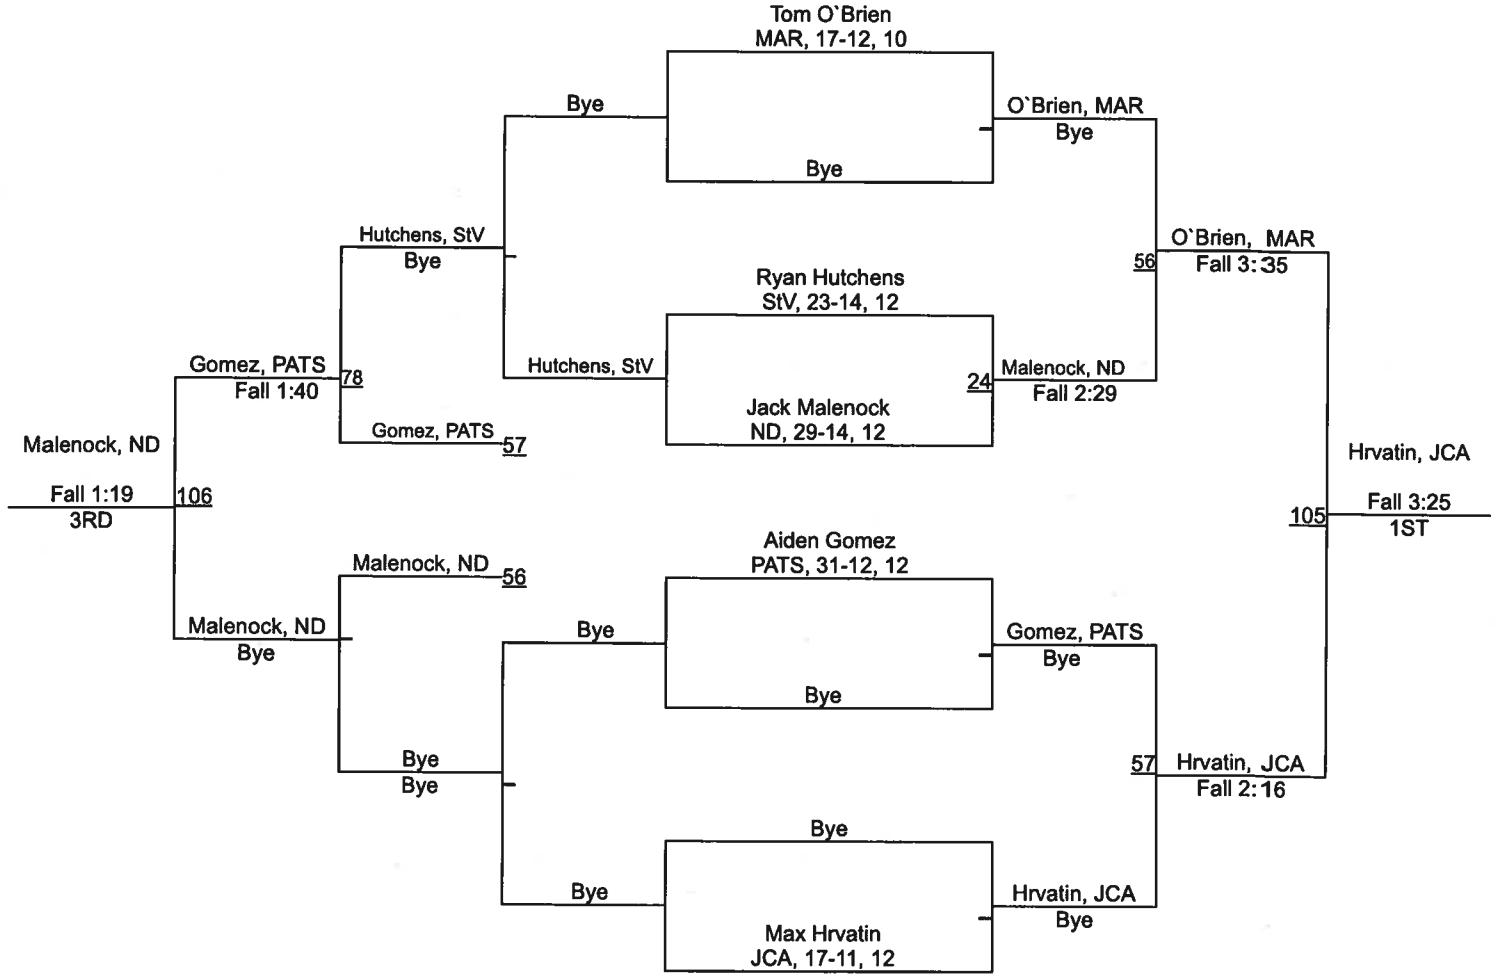 Tom O`Brien
MAR, 17-12, 10
Bye
O`Brien, MAR
Bye
Bye
Hutchens, StV
Bye
O`Brien, MAR
56
Fall 3:35
Ryan Hutchens
StV, 23-14, 12
Gomez, PATS
78
Fall 1:40
Hutchens, StV
24
Malenock, ND
Fall 2:29
Jack Malenock
ND, 29-14, 12
Gomez, PATS
57
Malenock, ND
Fall 1:19
106
3RD
Hrvatin, JCA
Fall 3:25
105
1ST
Aiden Gomez
PATS, 31-12, 12
Malenock, ND
56
Malenock, ND
Bye
Bye
Gomez, PATS
Bye
Bye
Bye
Bye
57
Hrvatin, JCA
Fall 2:16
Bye
Bye
Hrvatin, JCA
Bye
Max Hrvatin
JCA, 17-11, 12